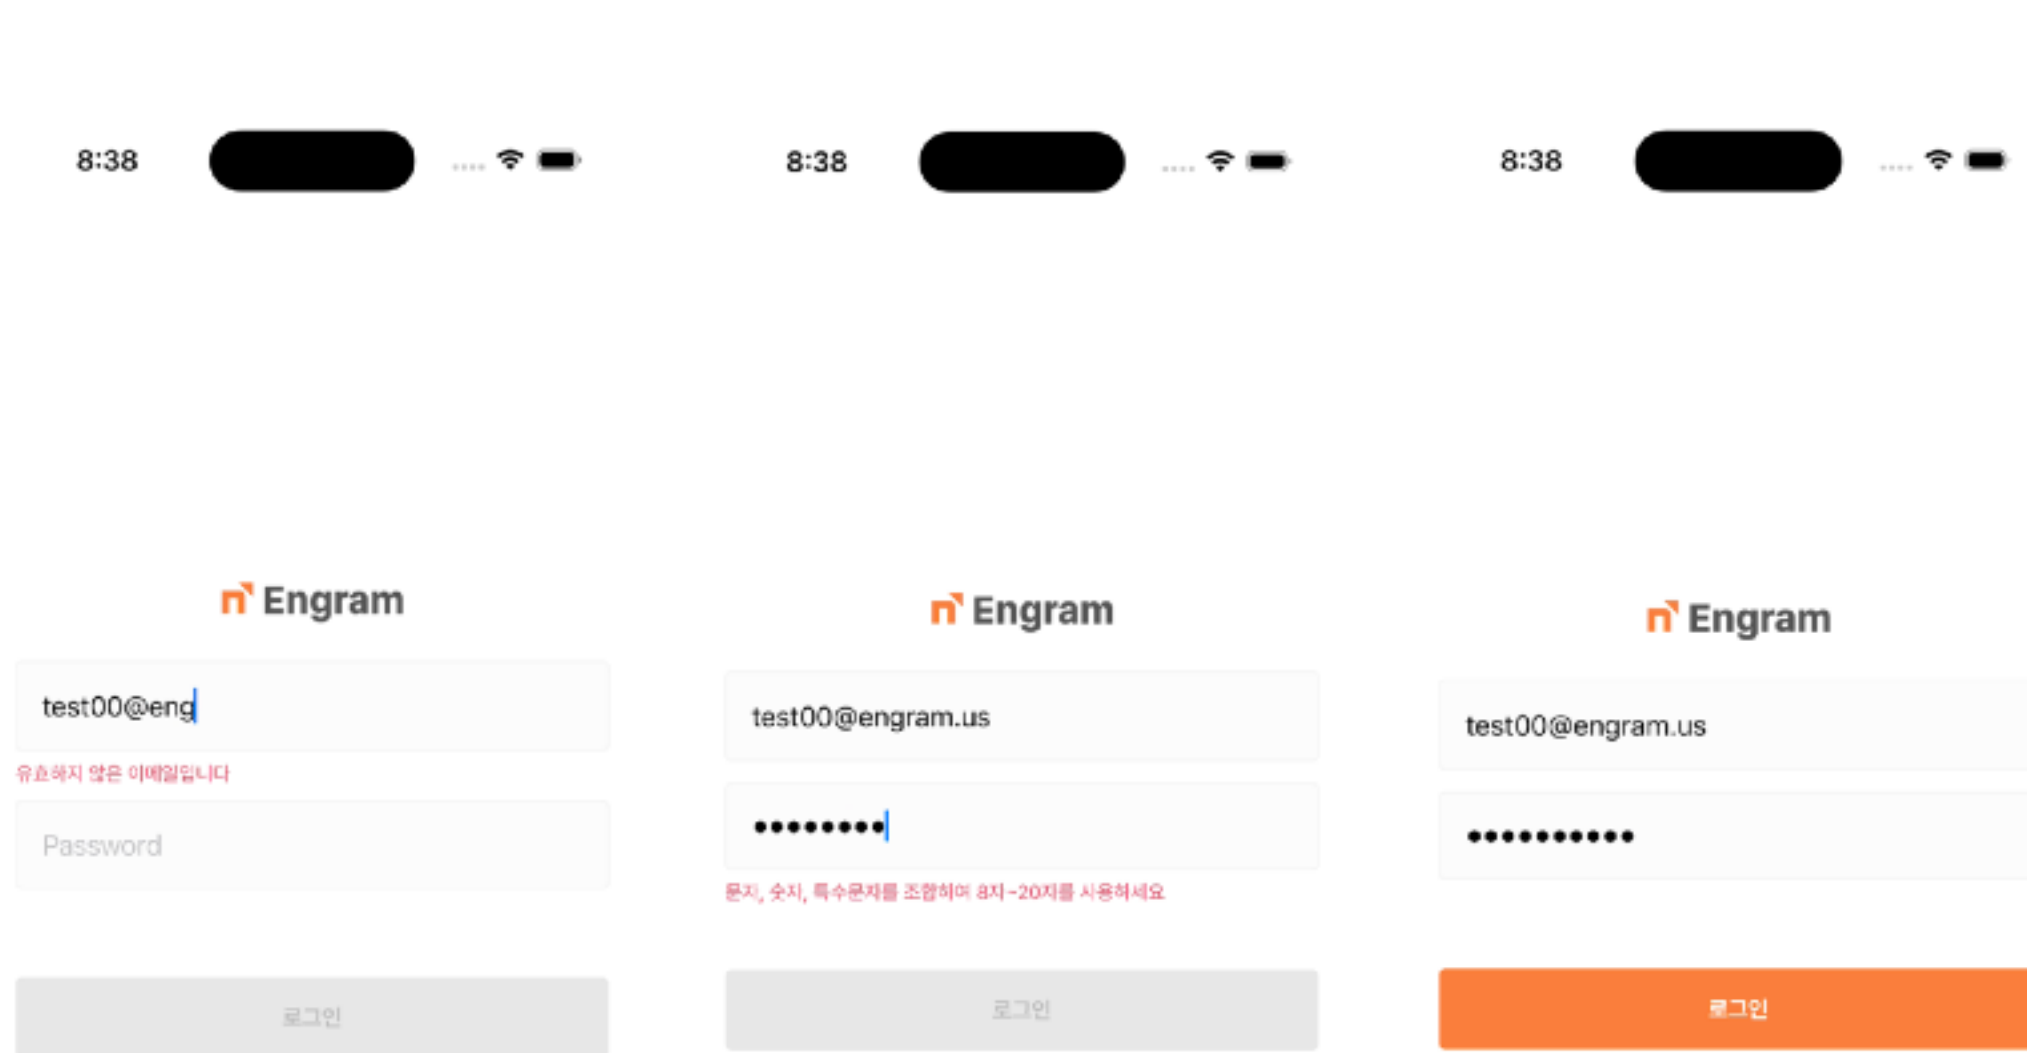 8:38
Engram
test00@eng
유효하지 않은 이메일입니다
Password
로그인
8:38
Engram
test00@engram.us
••••••••
문자, 숫자, 특수문자를 조합하여 8자~20자를 사용하세요
로그인
8:38
Engram
test00@engram.us
••••••••••
로그인